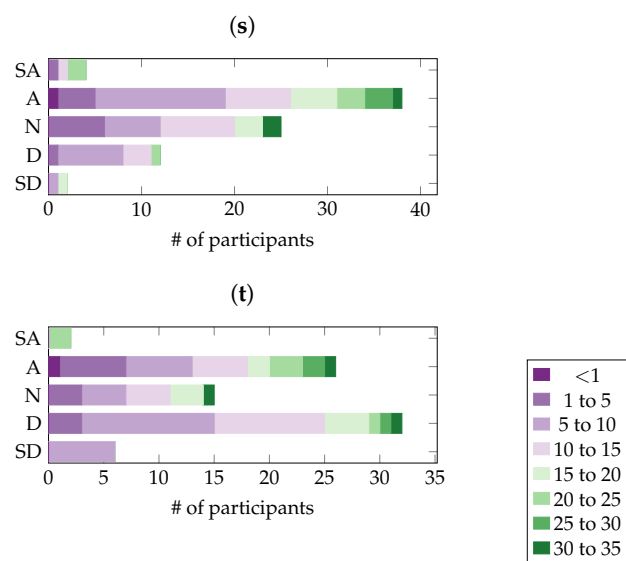 (s)
SA
A
N
D
SD
0 10 20 30 40
# of participants
(t)
SA
A
N
D
SD
0 5 10 15 20 25 30 35
# of participants
<1
1 to 5
5 to 10
10 to 15
15 to 20
20 to 25
25 to 30
30 to 35